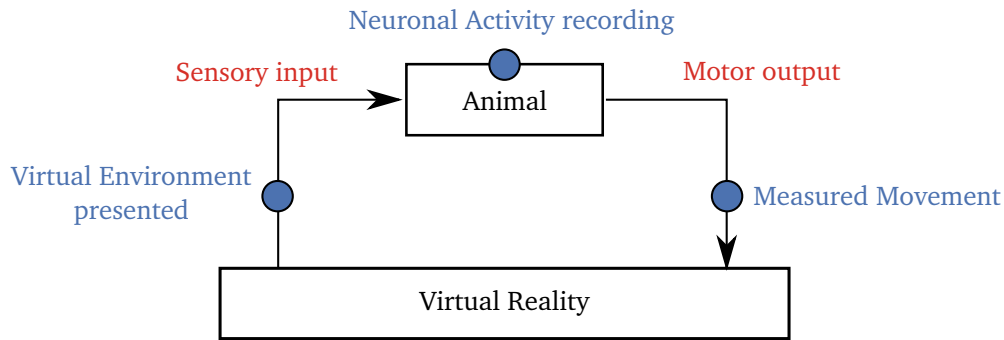 Neuronal Activity recording
Sensory input
Motor output
Animal
Virtual Environment
presented
Measured Movement
Virtual Reality